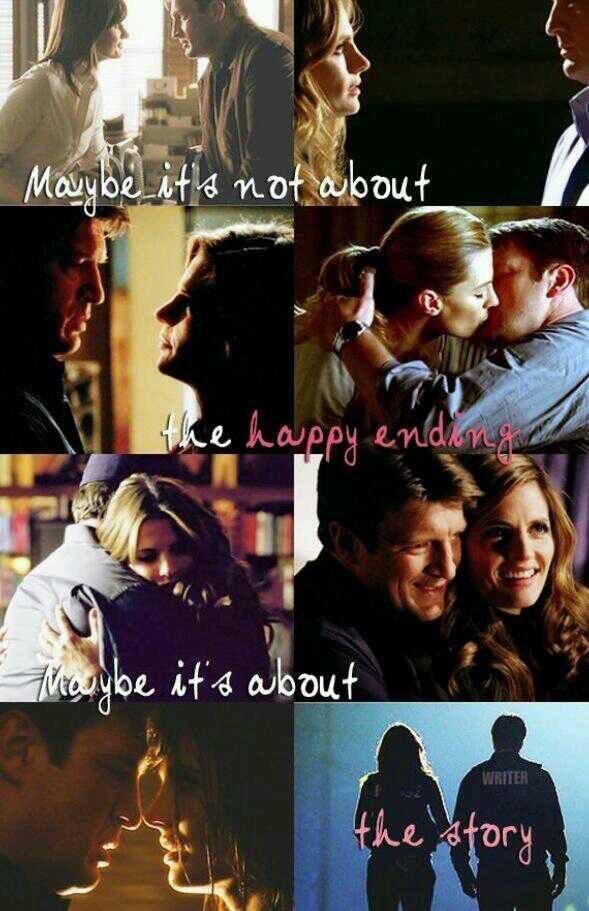 Maybe it's not about
the happy ending
Maybe it's about
WRITER
the story